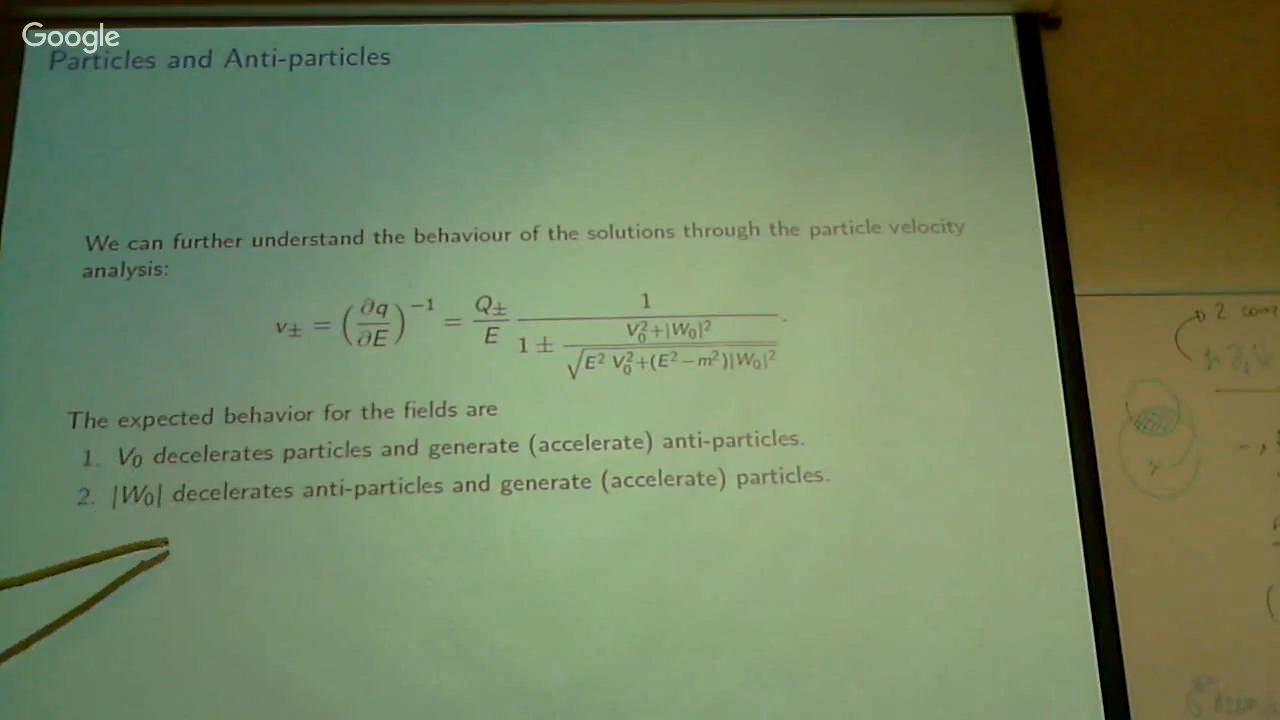 Google
Particles and Anti-particles
We can further understand the behaviour of the solutions through the particle velocity
analysis:
v± = (∂q/∂E)^−1 = Q±/E 1/(1 ± (V₀²+|W₀|²)/√(E² V₀²+(E²−m²)|W₀|²)).
The expected behavior for the fields are
1. V₀ decelerates particles and generate (accelerate) anti-particles.
2. |W₀| decelerates anti-particles and generate (accelerate) particles.
2